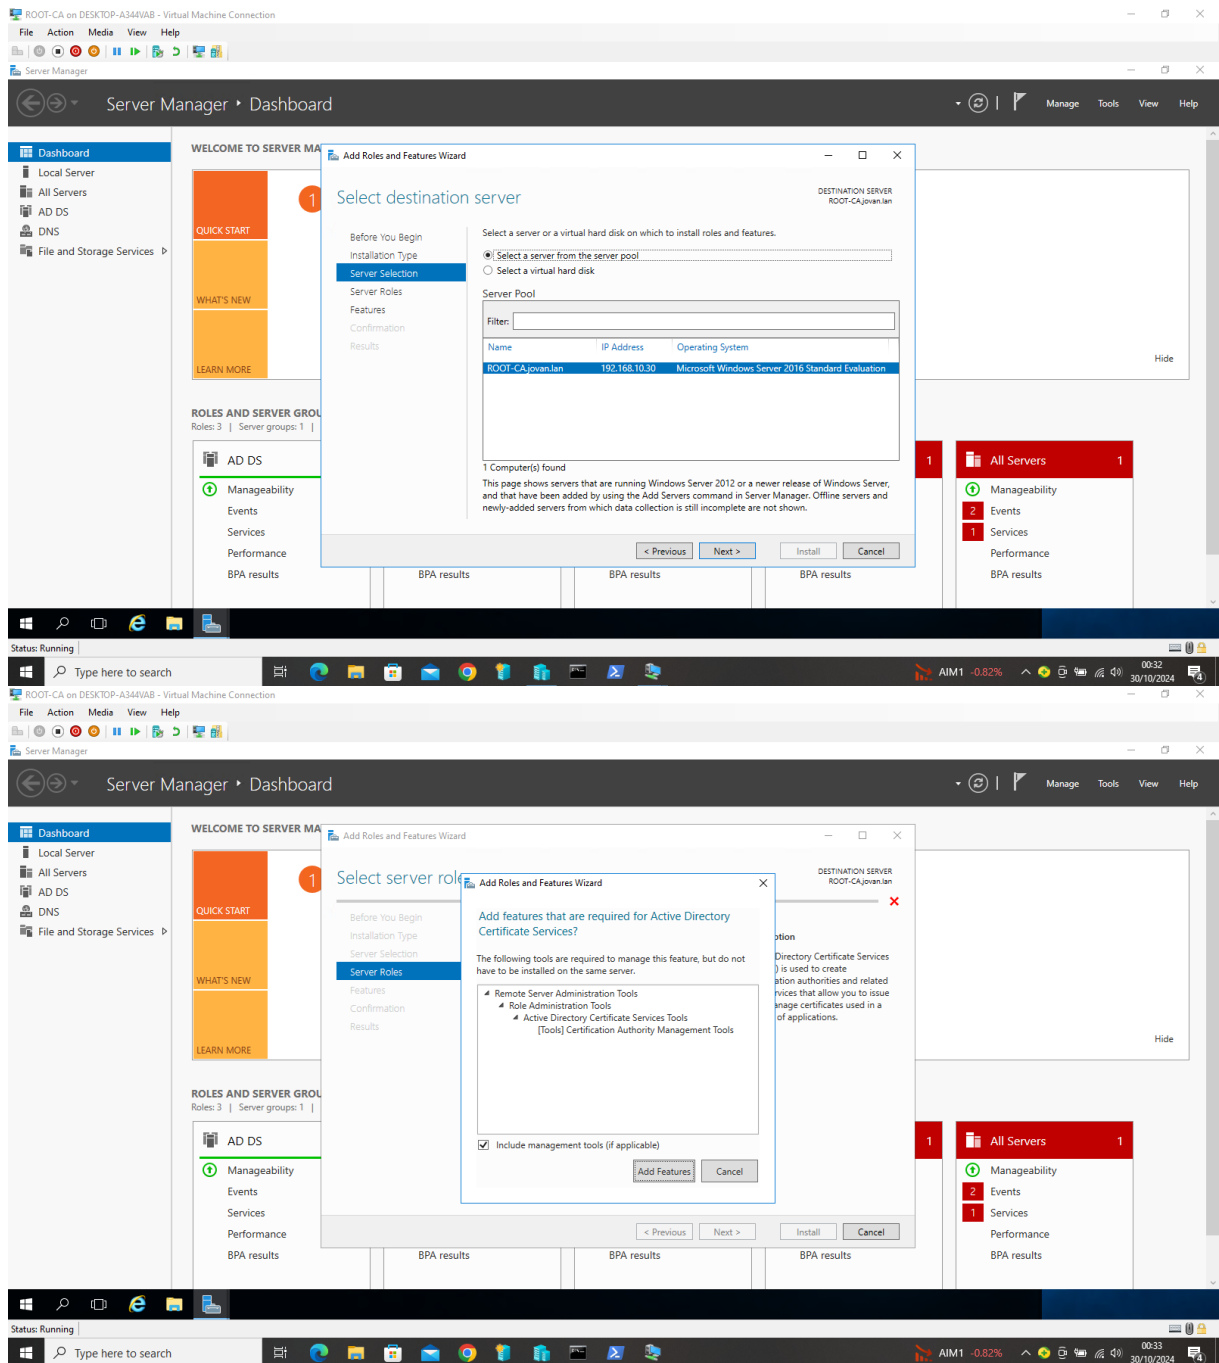 ROOT-CA on DESKTOP-A344VAB - Virtual Machine Connection
File Action Media View Help
Server Manager
Server Manager • Dashboard
Manage Tools View Help
Dashboard
Local Server
All Servers
AD DS
DNS
File and Storage Services
WELCOME TO SERVER MA
QUICK START
WHAT'S NEW
LEARN MORE
1
Hide
ROLES AND SERVER GROU
Roles: 3 | Server groups: 1 |
AD DS
Manageability
Events
Services
Performance
BPA results
BPA results
BPA results
BPA results
1
All Servers 1
Manageability
2 Events
1 Services
Performance
BPA results
Add Roles and Features Wizard
Select destination server
DESTINATION SERVER
ROOT-CA.jovan.lan
Before You Begin
Installation Type
Server Selection
Server Roles
Features
Confirmation
Results
Select a server or a virtual hard disk on which to install roles and features.
Select a server from the server pool
Select a virtual hard disk
Server Pool
Filter:
Name IP Address Operating System
ROOT-CA.jovan.lan 192.168.10.30 Microsoft Windows Server 2016 Standard Evaluation
1 Computer(s) found
This page shows servers that are running Windows Server 2012 or a newer release of Windows Server,
and that have been added by using the Add Servers command in Server Manager. Offline servers and
newly-added servers from which data collection is still incomplete are not shown.
< Previous Next > Install Cancel
Status: Running
Type here to search
AIM1 -0.82%
00:32
30/10/2024
4
ROOT-CA on DESKTOP-A344VAB - Virtual Machine Connection
File Action Media View Help
Server Manager
Server Manager • Dashboard
Manage Tools View Help
Dashboard
Local Server
All Servers
AD DS
DNS
File and Storage Services
WELCOME TO SERVER MA
QUICK START
WHAT'S NEW
LEARN MORE
1
Hide
ROLES AND SERVER GROU
Roles: 3 | Server groups: 1 |
AD DS
Manageability
Events
Services
Performance
BPA results
BPA results
BPA results
BPA results
1
All Servers 1
Manageability
2 Events
1 Services
Performance
BPA results
Add Roles and Features Wizard
Select server role
DESTINATION SERVER
ROOT-CA.jovan.lan
Before You Begin
Installation Type
Server Selection
Server Roles
Features
Confirmation
Results
ption
Directory Certificate Services
) is used to create
ation authorities and related
rvices that allow you to issue
anage certificates used in a
of applications.
Add Roles and Features Wizard
Add features that are required for Active Directory
Certificate Services?
The following tools are required to manage this feature, but do not
have to be installed on the same server.
Remote Server Administration Tools
Role Administration Tools
Active Directory Certificate Services Tools
[Tools] Certification Authority Management Tools
Include management tools (if applicable)
Add Features Cancel
< Previous Next > Install Cancel
Status: Running
Type here to search
AIM1 -0.82%
00:33
30/10/2024
4